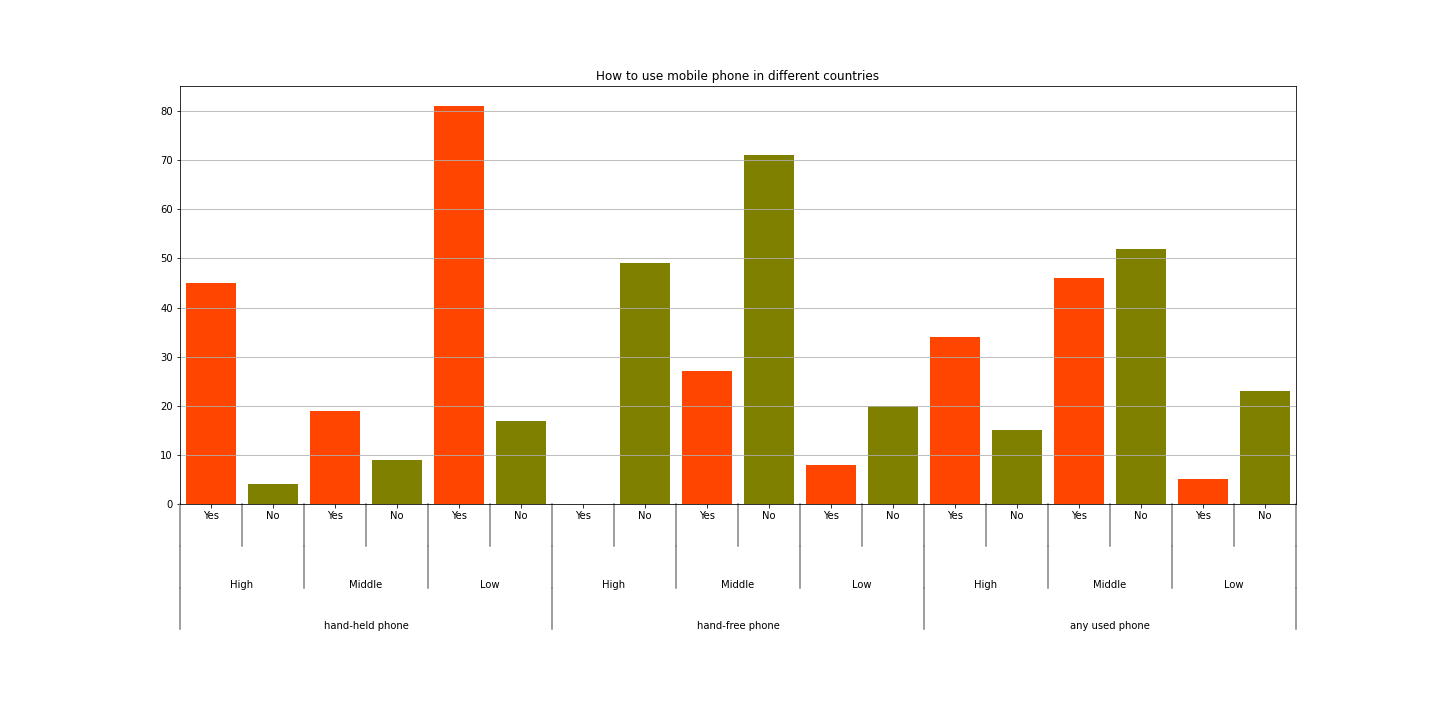 How to use mobile phone in different countries
80
70
60
50
40
30
20
10
0
Yes No Yes No Yes No Yes No Yes No Yes No Yes No Yes No Yes No
High Middle Low High Middle Low High Middle Low
hand-held phone hand-free phone any used phone